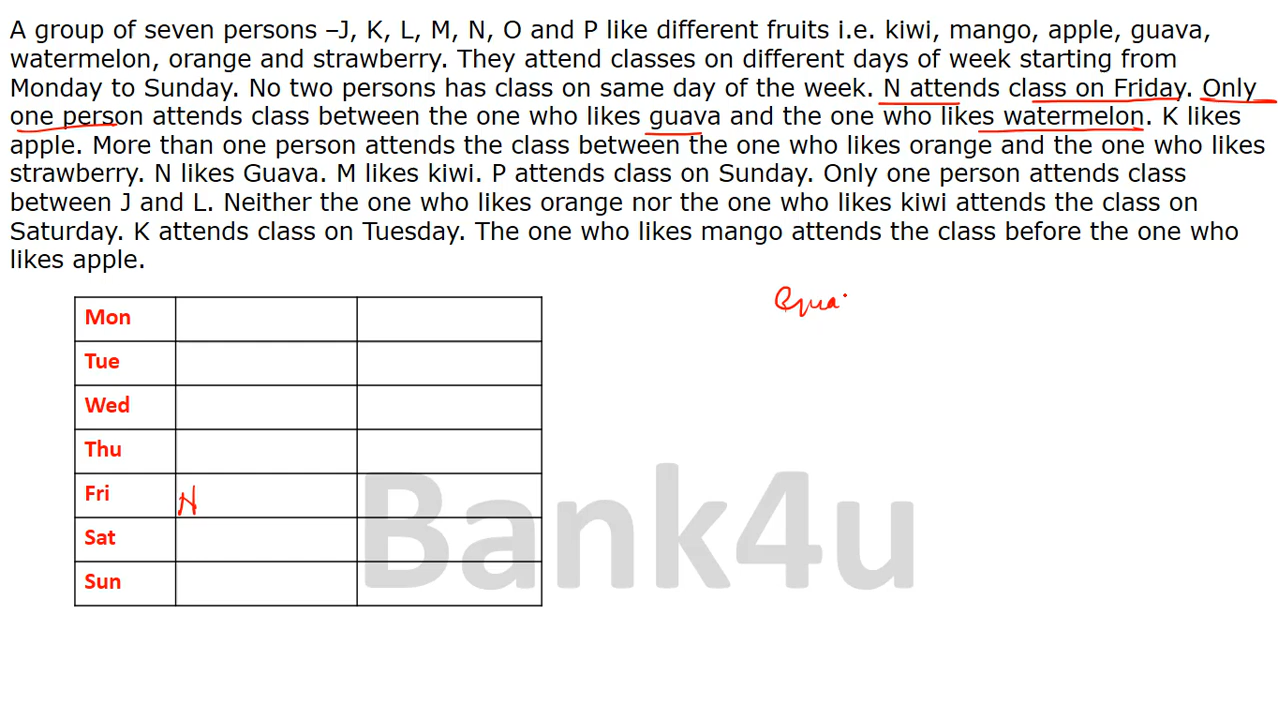 A group of seven persons –J, K, L, M, N, O and P like different fruits i.e. kiwi, mango, apple, guava,
watermelon, orange and strawberry. They attend classes on different days of week starting from
Monday to Sunday. No two persons has class on same day of the week. N attends class on Friday. Only
one person attends class between the one who likes guava and the one who likes watermelon. K likes
apple. More than one person attends the class between the one who likes orange and the one who likes
strawberry. N likes Guava. M likes kiwi. P attends class on Sunday. Only one person attends class
between J and L. Neither the one who likes orange nor the one who likes kiwi attends the class on
Saturday. K attends class on Tuesday. The one who likes mango attends the class before the one who
likes apple.
Mon
Tue
Wed
Thu
Fri N
Sat
Sun
Bank4u